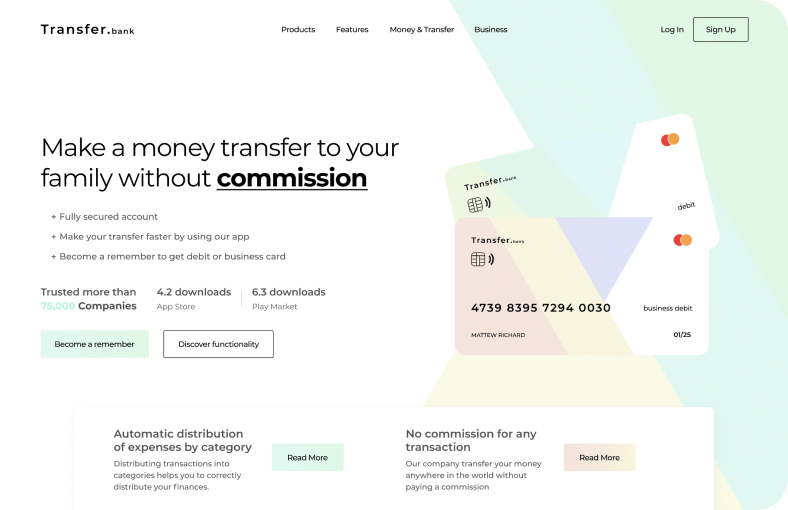 Transfer.bank
Products Features Money & Transfer Business
Log In Sign Up
Make a money transfer to your
family without commission
+ Fully secured account
+ Make your transfer faster by using our app
+ Become a remember to get debit or business card
Trusted more than
75,000 Companies
4.2 downloads
App Store
6.3 downloads
Play Market
Become a remember
Discover functionality
Transfer.bank
debit
Transfer.bank
4739 8395 7294 0030
business debit
MATTEW RICHARD
01/25
Automatic distribution
of expenses by category
Distributing transactions into
categories helps you to correctly
distribute your finances.
Read More
No commission for any
transaction
Our company transfer your money
anywhere in the world without
paying a commission
Read More